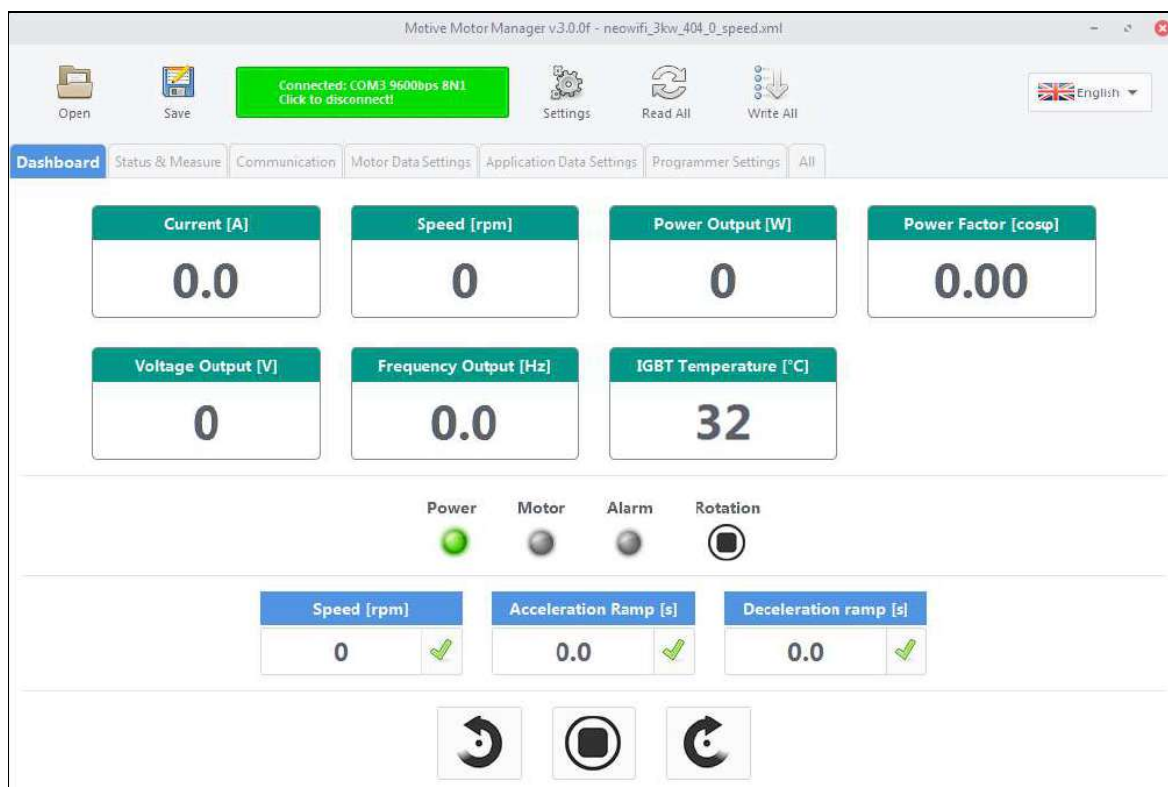 Motive Motor Manager v.3.0.0f - neowifi_3kw_404_0_speed.xml
Open
Save
Connected: COM3 9600bps 8N1
Click to disconnect!
Settings
Read All
Write All
English
Dashboard
Status & Measure
Communication
Motor Data Settings
Application Data Settings
Programmer Settings
All
Current [A]
Speed [rpm]
Power Output [W]
Power Factor [cosφ]
0.0
0
0
0.00
Voltage Output [V]
Frequency Output [Hz]
IGBT Temperature [°C]
0
0.0
32
Power
Motor
Alarm
Rotation
Speed [rpm]
Acceleration Ramp [s]
Deceleration ramp [s]
0
0.0
0.0